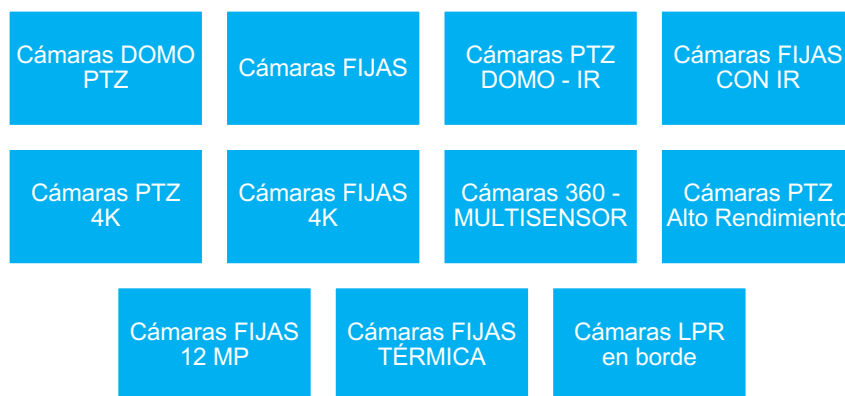 Cámaras DOMO
PTZ
Cámaras FIJAS
Cámaras PTZ
DOMO - IR
Cámaras FIJAS
CON IR
Cámaras PTZ
4K
Cámaras FIJAS
4K
Cámaras 360 -
MULTISENSOR
Cámaras PTZ
Alto Rendimiento
Cámaras FIJAS
12 MP
Cámaras FIJAS
TÉRMICA
Cámaras LPR
en borde